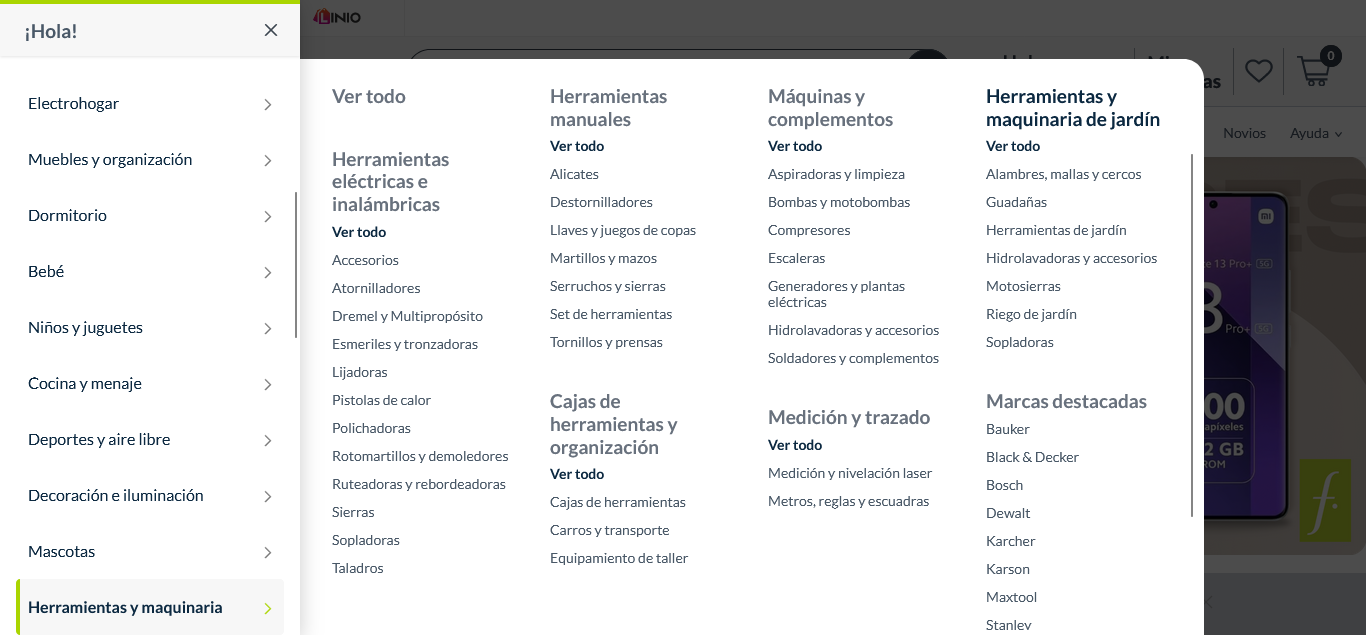 ¡Hola!
Electrohogar
Muebles y organización
Dormitorio
Bebé
Niños y juguetes
Cocina y menaje
Deportes y aire libre
Decoración e iluminación
Mascotas
Herramientas y maquinaria
LINIO
0
Novios
Ayuda
Ver todo
Herramientas
eléctricas e
inalámbricas
Ver todo
Accesorios
Atornilladores
Dremel y Multipropósito
Esmeriles y tronzadoras
Lijadoras
Pistolas de calor
Polichadoras
Rotomartillos y demoledores
Ruteadoras y rebordeadoras
Sierras
Sopladoras
Taladros
Herramientas
manuales
Ver todo
Alicates
Destornilladores
Llaves y juegos de copas
Martillos y mazos
Serruchos y sierras
Set de herramientas
Tornillos y prensas
Cajas de
herramientas y
organización
Ver todo
Cajas de herramientas
Carros y transporte
Equipamiento de taller
Máquinas y
complementos
Ver todo
Aspiradoras y limpieza
Bombas y motobombas
Compresores
Escaleras
Generadores y plantas
eléctricas
Hidrolavadoras y accesorios
Soldadores y complementos
Medición y trazado
Ver todo
Medición y nivelación laser
Metros, reglas y escuadras
Herramientas y
maquinaria de jardín
Ver todo
Alambres, mallas y cercos
Guadañas
Herramientas de jardín
Hidrolavadoras y accesorios
Motosierras
Riego de jardín
Sopladoras
Marcas destacadas
Bauker
Black & Decker
Bosch
Dewalt
Karcher
Karson
Maxtool
Stanley
13 Pro+ 5G
Pro+ 5G
GB
ROM
f.